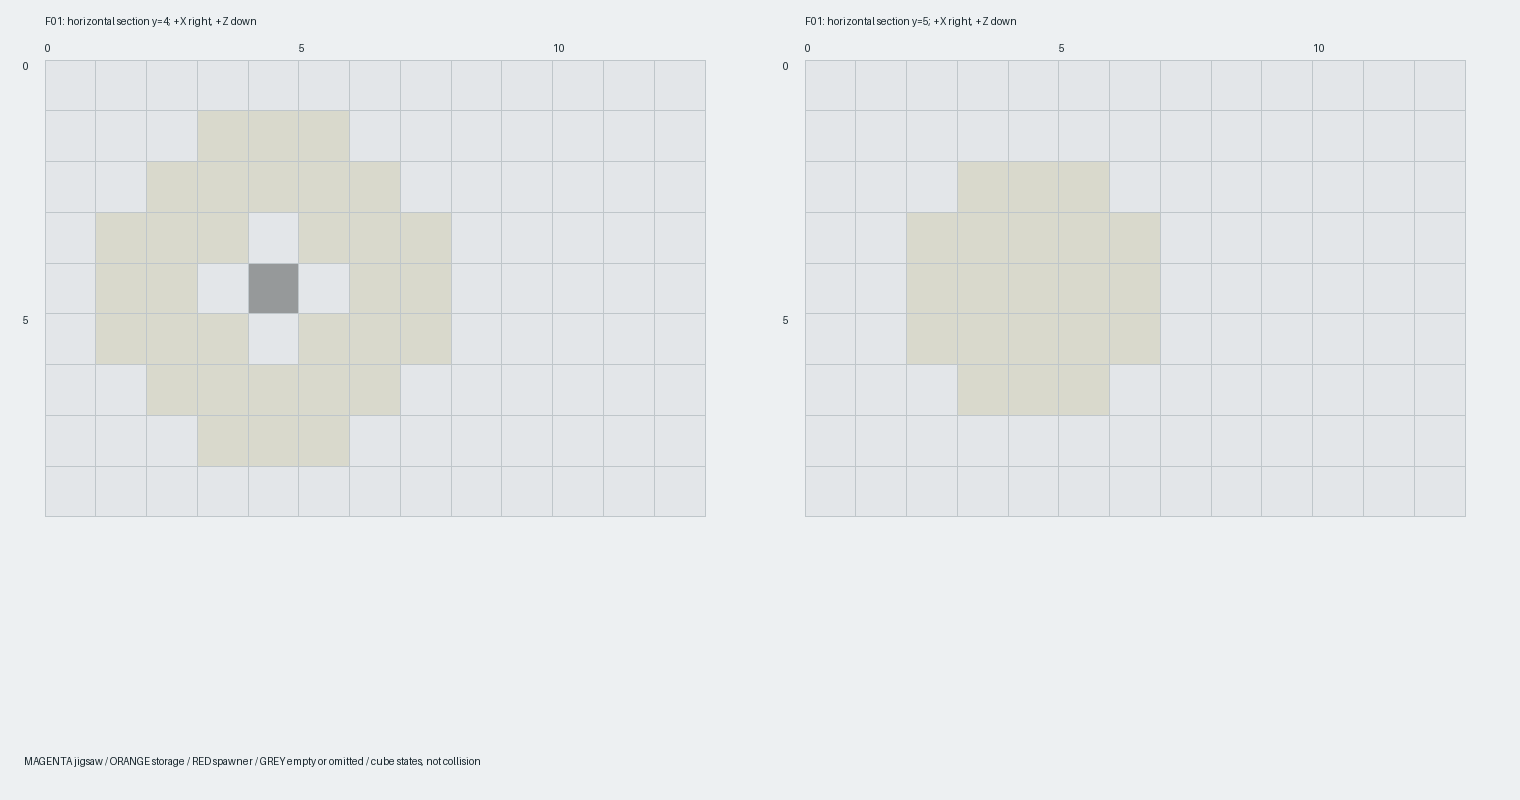 F01: horizontal section y=4; +X right, +Z down
F01: horizontal section y=5; +X right, +Z down
0 5 10
0 5 10
0
0
5
5
MAGENTA jigsaw / ORANGE storage / RED spawner / GREY empty or omitted / cube states, not collision